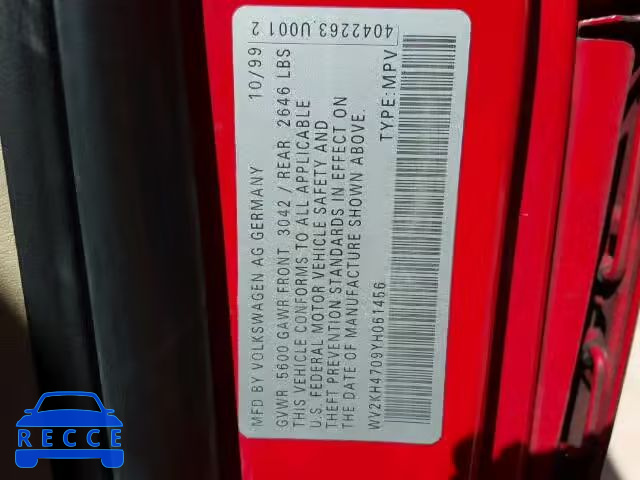 MFD BY VOLKSWAGEN AG GERMANY 10/99
GVWR 5600 GAWR FRONT 3042 / REAR 2646 LBS
THIS VEHICLE CONFORMS TO ALL APPLICABLE
U.S. FEDERAL MOTOR VEHICLE SAFETY AND
THEFT PREVENTION STANDARDS IN EFFECT ON
THE DATE OF MANUFACTURE SHOWN ABOVE.
WV2KH4709YH061456 TYPE:MPV
4042263 U001 2
RECCE